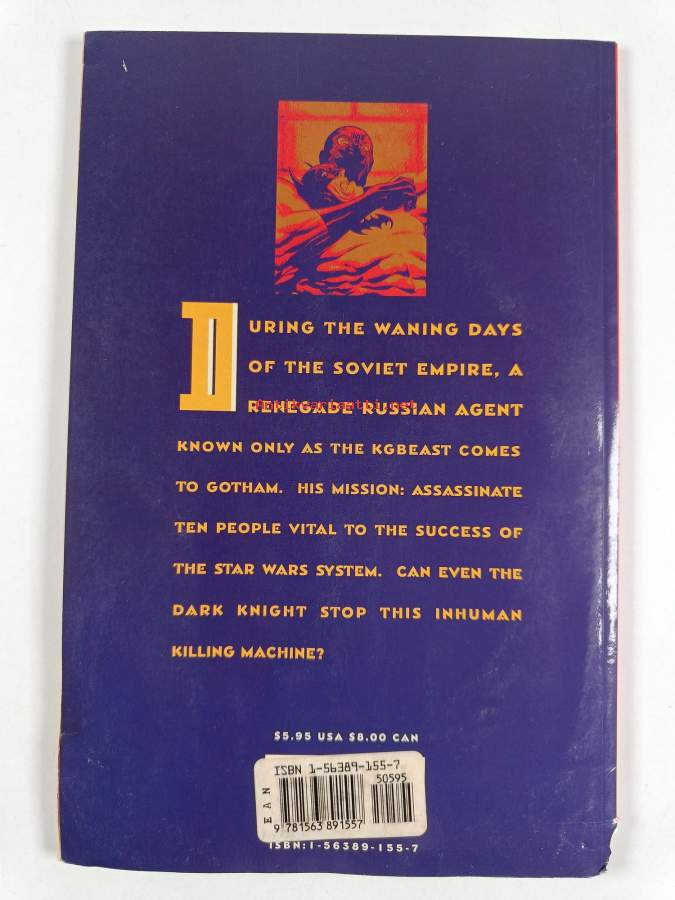 DURING THE WANING DAYS
OF THE SOVIET EMPIRE, A
RENEGADE RUSSIAN AGENT
Antikvariaatti.net
KNOWN ONLY AS THE KGBEAST COMES
TO GOTHAM. HIS MISSION: ASSASSINATE
TEN PEOPLE VITAL TO THE SUCCESS OF
THE STAR WARS SYSTEM. CAN EVEN THE
DARK KNIGHT STOP THIS INHUMAN
KILLING MACHINE?
$5.95 USA $8.00 CAN
ISBN 1-56389-155-7
50595
EAN
9 781563 891557
ISBN:1-56389-155-7